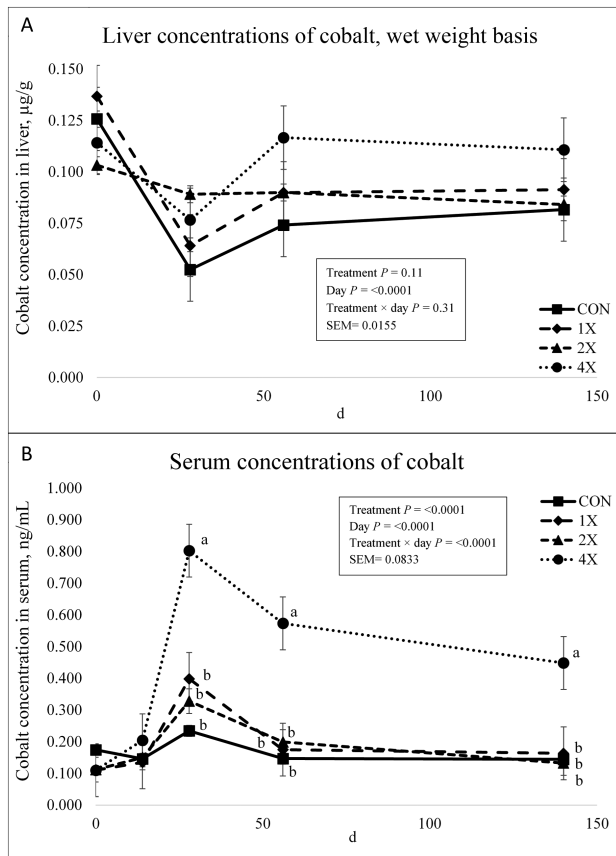 A
Liver concentrations of cobalt, wet weight basis
Cobalt concentration in liver, µg/g
0.150
0.125
0.100
0.075
0.050
0.025
0.000
Treatment P = 0.11
Day P = <0.0001
Treatment × day P = 0.31
SEM= 0.0155
CON
1X
2X
4X
0 50 100 150
d
B
Serum concentrations of cobalt
Cobalt concentration in serum, ng/mL
1.000
0.900
0.800
0.700
0.600
0.500
0.400
0.300
0.200
0.100
0.000
Treatment P = <0.0001
Day P = <0.0001
Treatment × day P = <0.0001
SEM= 0.0833
CON
1X
2X
4X
a
a
a
b
b
b
b
b
b
b
b
b
0 50 100 150
d